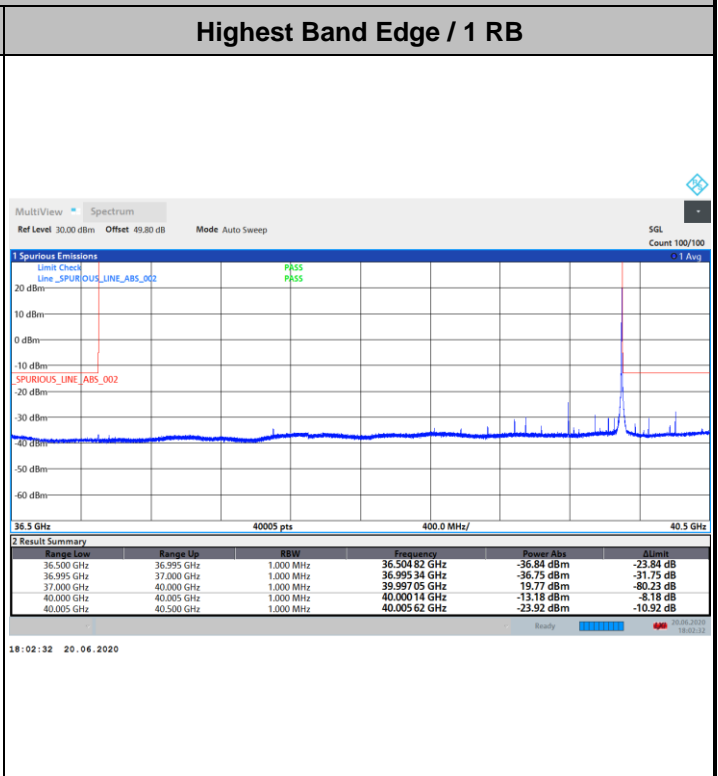 Highest Band Edge / 1 RB
MultiView Spectrum
Ref Level 30.00 dBm Offset 49.80 dB Mode Auto Sweep SGL
Count 100/100
1 Spurious Emissions 1 Avg
Limit Check PASS
Line _SPURIOUS_LINE_ABS_002 PASS
20 dBm
10 dBm
0 dBm
-10 dBm
_SPURIOUS_LINE_ABS_002
-20 dBm
-30 dBm
-40 dBm
-50 dBm
-60 dBm
36.5 GHz 40005 pts 400.0 MHz/ 40.5 GHz
2 Result Summary
Range Low Range Up RBW Frequency Power Abs ΔLimit
36.500 GHz 36.995 GHz 1.000 MHz 36.504 82 GHz -36.84 dBm -23.84 dB
36.995 GHz 37.000 GHz 1.000 MHz 36.995 34 GHz -36.75 dBm -31.75 dB
37.000 GHz 40.000 GHz 1.000 MHz 39.997 05 GHz 19.77 dBm -80.23 dB
40.000 GHz 40.005 GHz 1.000 MHz 40.000 14 GHz -13.18 dBm -8.18 dB
40.005 GHz 40.500 GHz 1.000 MHz 40.005 62 GHz -23.92 dBm -10.92 dB
Ready 20.06.2020
18:02:32
18:02:32 20.06.2020